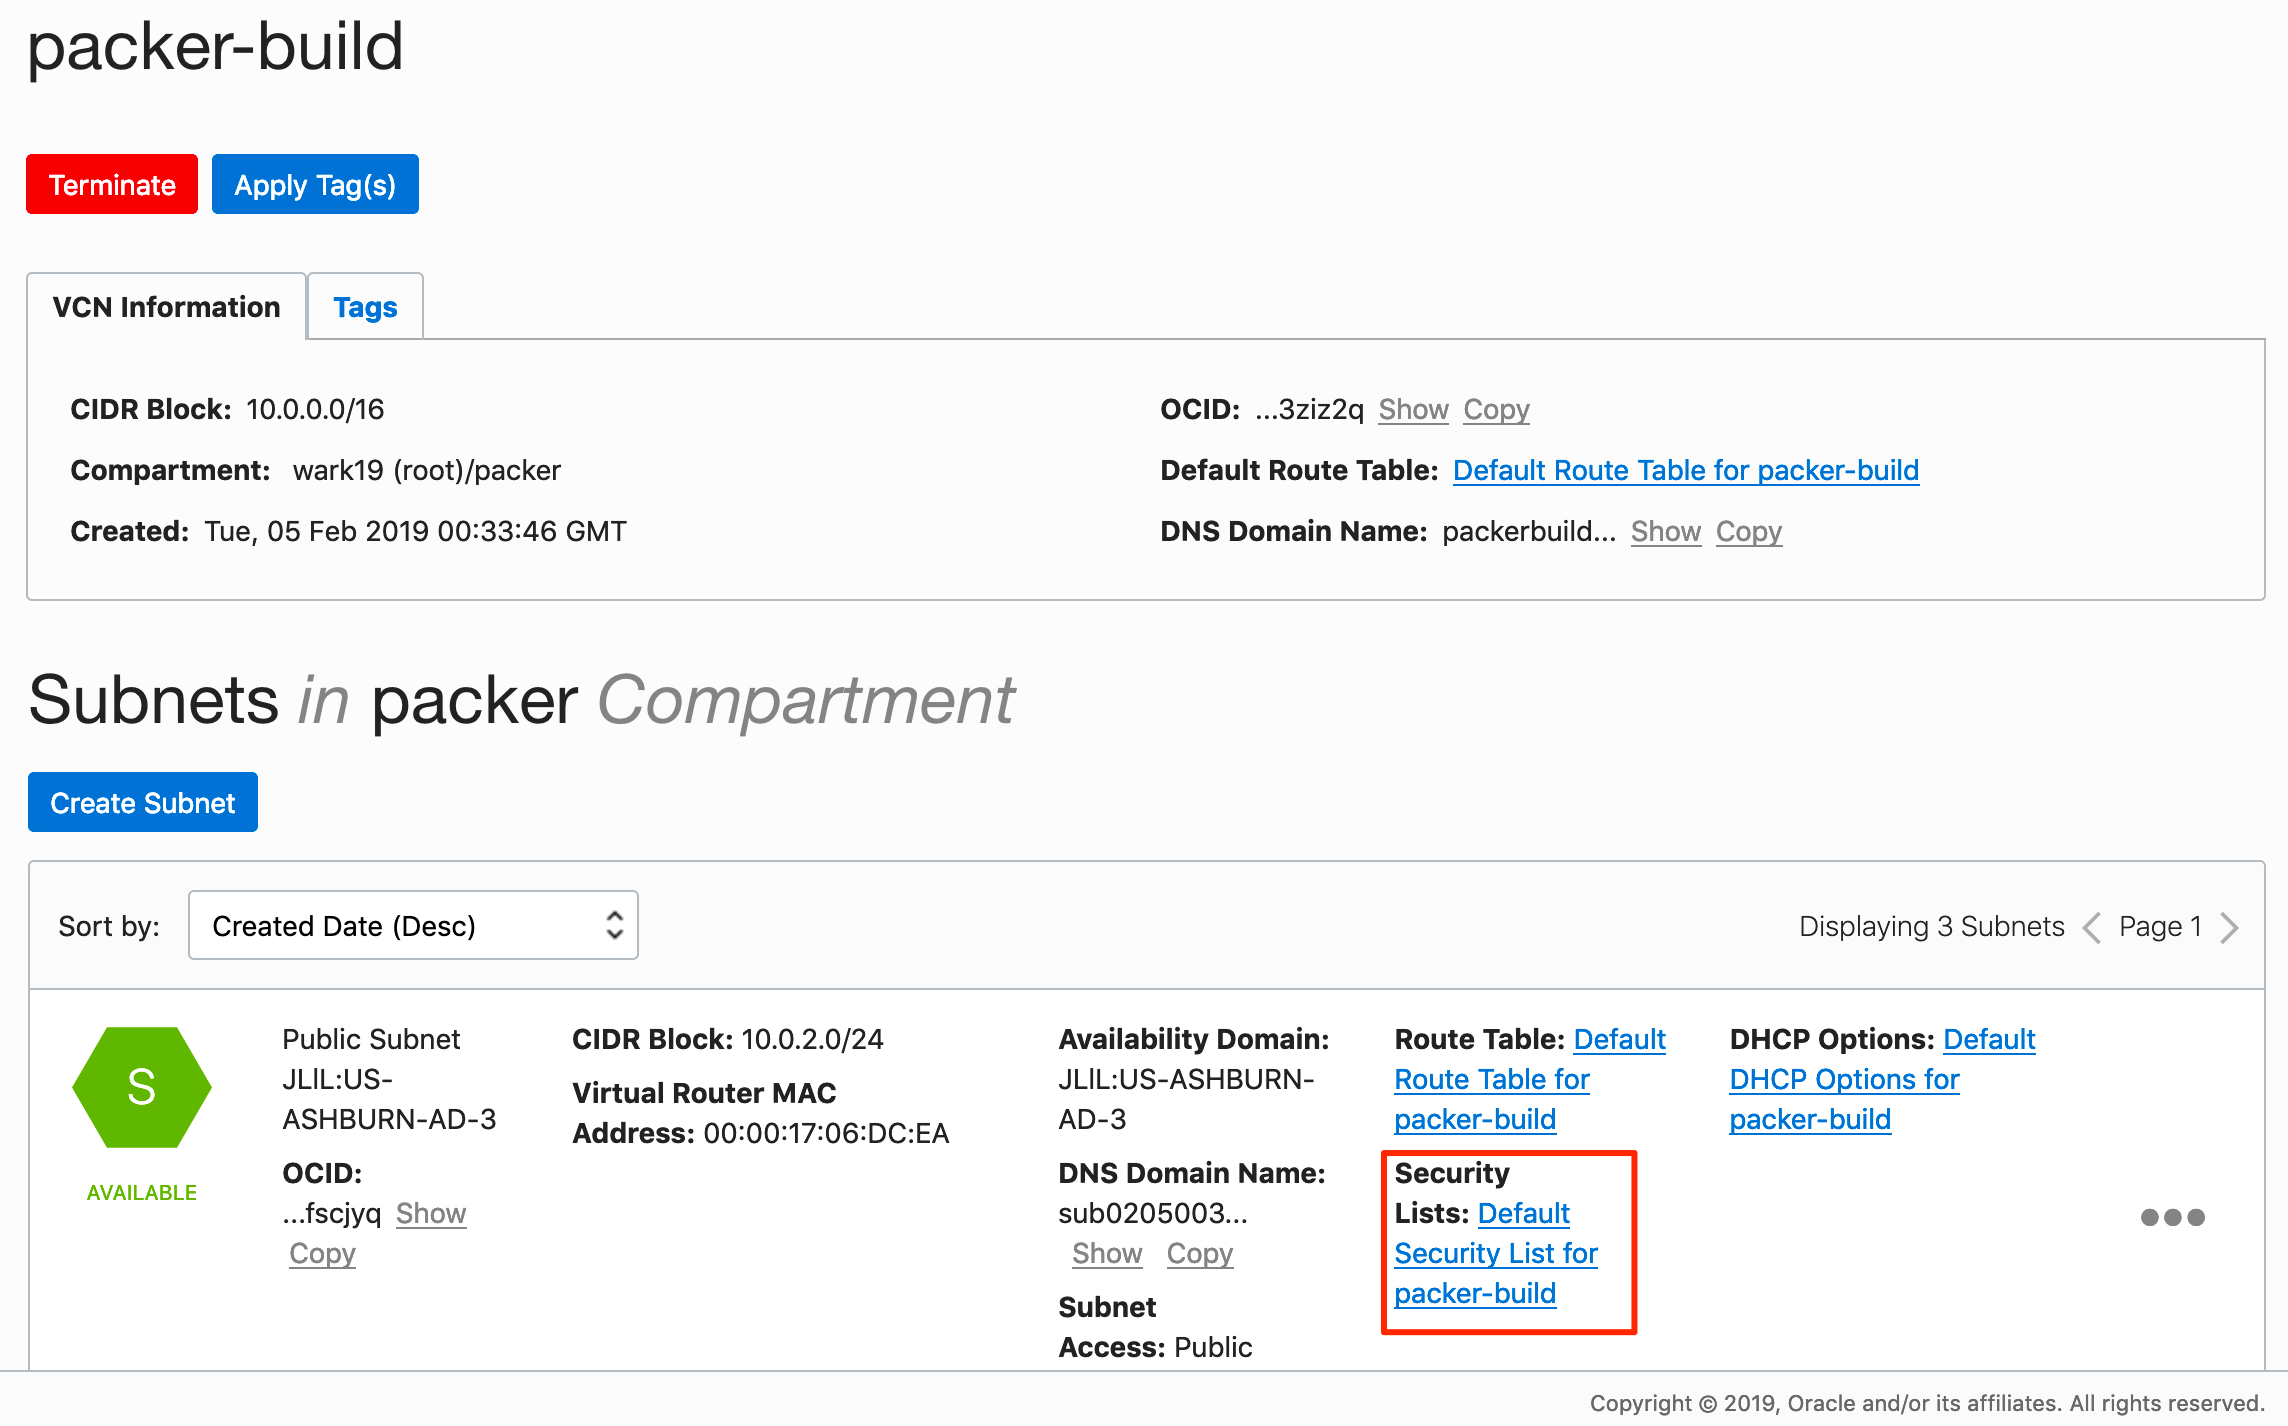 packer-build
Terminate
Apply Tag(s)
VCN Information
Tags
CIDR Block: 10.0.0.0/16
Compartment: wark19 (root)/packer
Created: Tue, 05 Feb 2019 00:33:46 GMT
OCID: ...3ziz2q Show Copy
Default Route Table: Default Route Table for packer-build
DNS Domain Name: packerbuild... Show Copy
Subnets in packer Compartment
Create Subnet
Sort by: Created Date (Desc)
Displaying 3 Subnets Page 1
S
AVAILABLE
Public Subnet
JLlL:US-
ASHBURN-AD-3
OCID:
...fscjyq Show
Copy
CIDR Block: 10.0.2.0/24
Virtual Router MAC
Address: 00:00:17:06:DC:EA
Availability Domain:
JLlL:US-ASHBURN-
AD-3
DNS Domain Name:
sub0205003...
Show Copy
Subnet
Access: Public
Route Table: Default
Route Table for
packer-build
Security
Lists: Default
Security List for
packer-build
DHCP Options: Default
DHCP Options for
packer-build
Copyright © 2019, Oracle and/or its affiliates. All rights reserved.